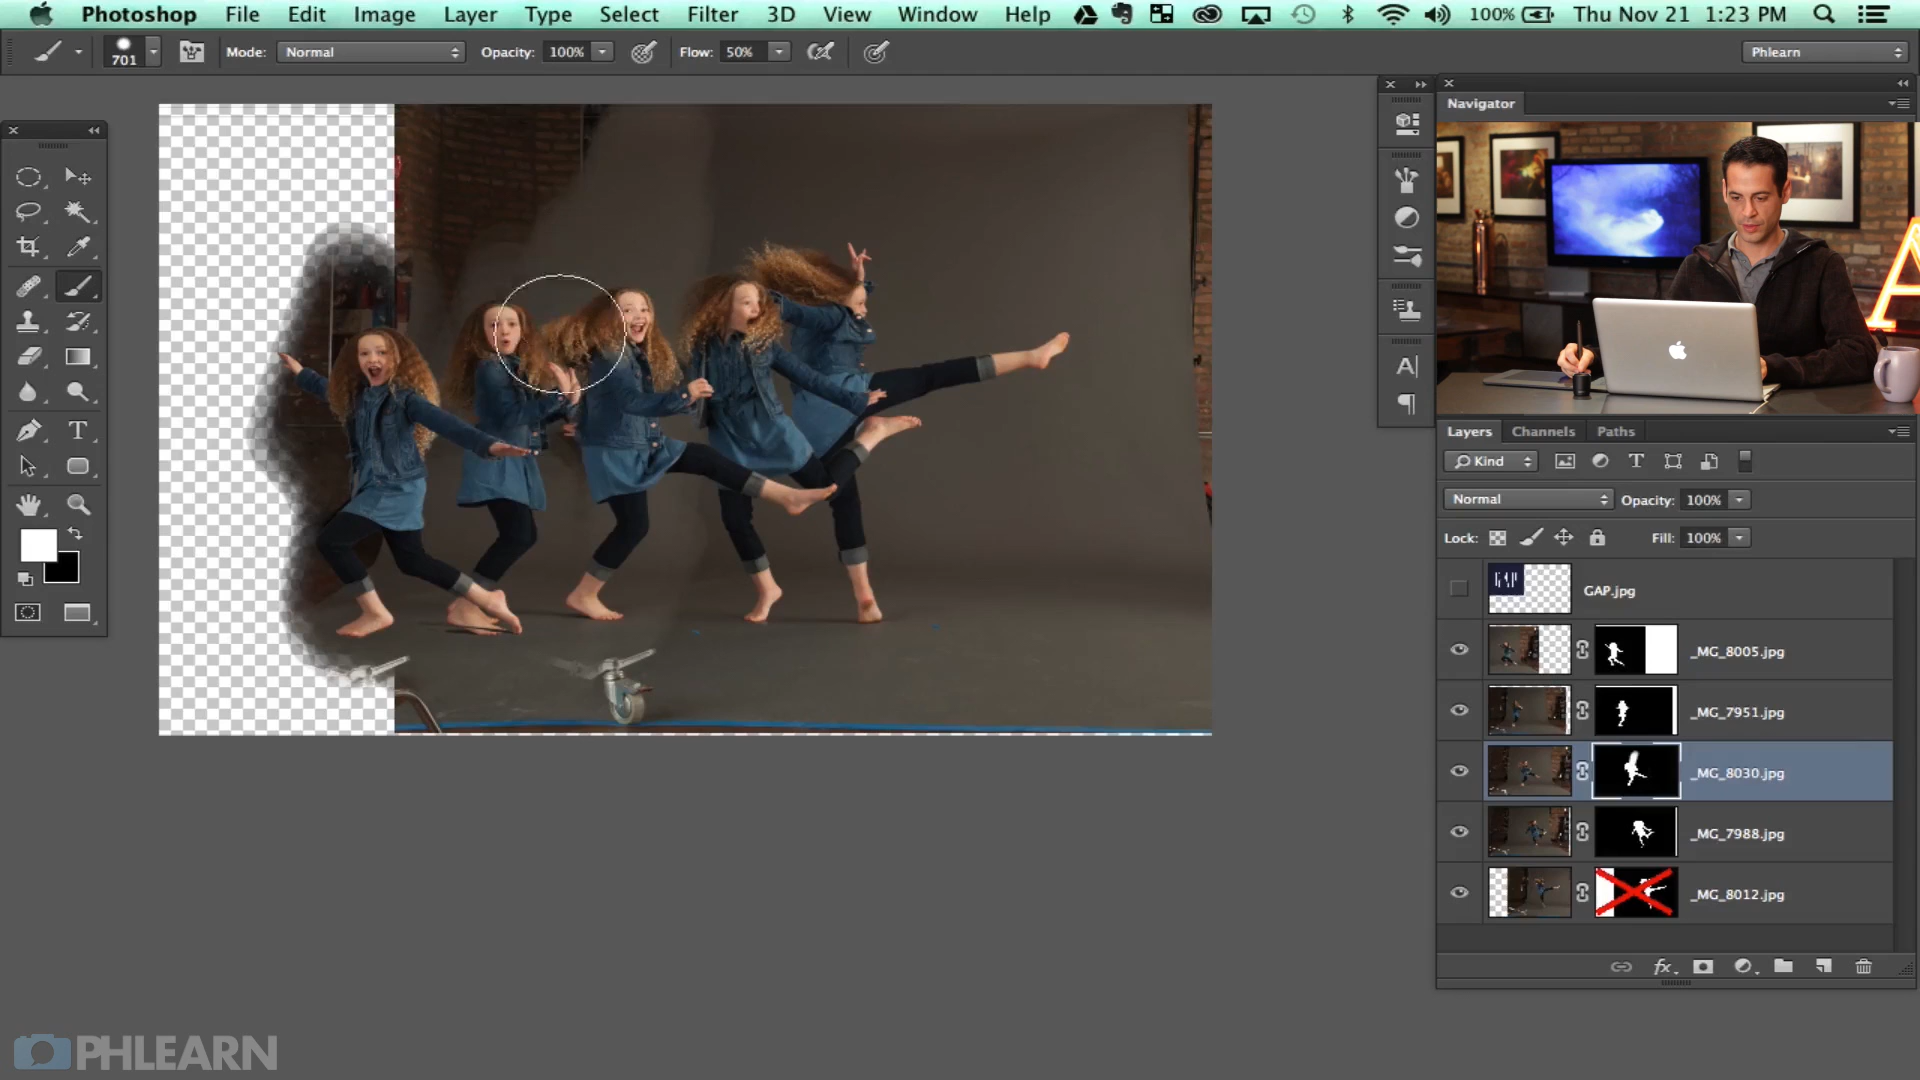 Photoshop File Edit Image Layer Type Select Filter 3D View Window Help 100% Thu Nov 21 1:23 PM
701 Mode: Normal Opacity: 100% Flow: 50% Phlearn
Navigator
A
Layers Channels Paths
Kind
Normal Opacity: 100%
Lock: Fill: 100%
GAP GAP.jpg
_MG_8005.jpg
_MG_7951.jpg
_MG_8030.jpg
_MG_7988.jpg
_MG_8012.jpg
fx
PHLEARN